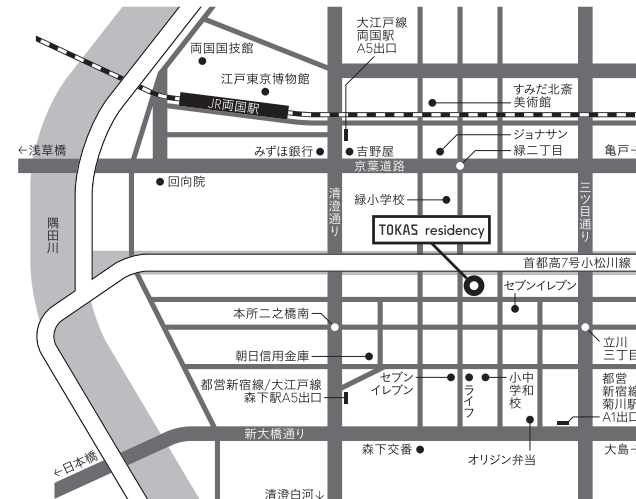 大江戸線
両国駅
A5出口
両国国技館
江戸東京博物館
すみだ北斎
美術館
JR両国駅
ジョナサン
←浅草橋
みずほ銀行
吉野屋
緑二丁目
亀戸→
京葉道路
回向院
清澄通り
緑小学校
三ツ目通り
隅田川
TOKAS residency
首都高7号小松川線
セブンイレブン
本所二之橋南
立川
三丁目
朝日信用金庫
都営新宿線/大江戸線
森下駅A5出口
セブン
イレブン
ライフ
小中
学和
校
都営
新宿線
菊川駅
A1出口
新大橋通り
←日本橋
森下交番
オリジン弁当
大島→
清澄白河↓